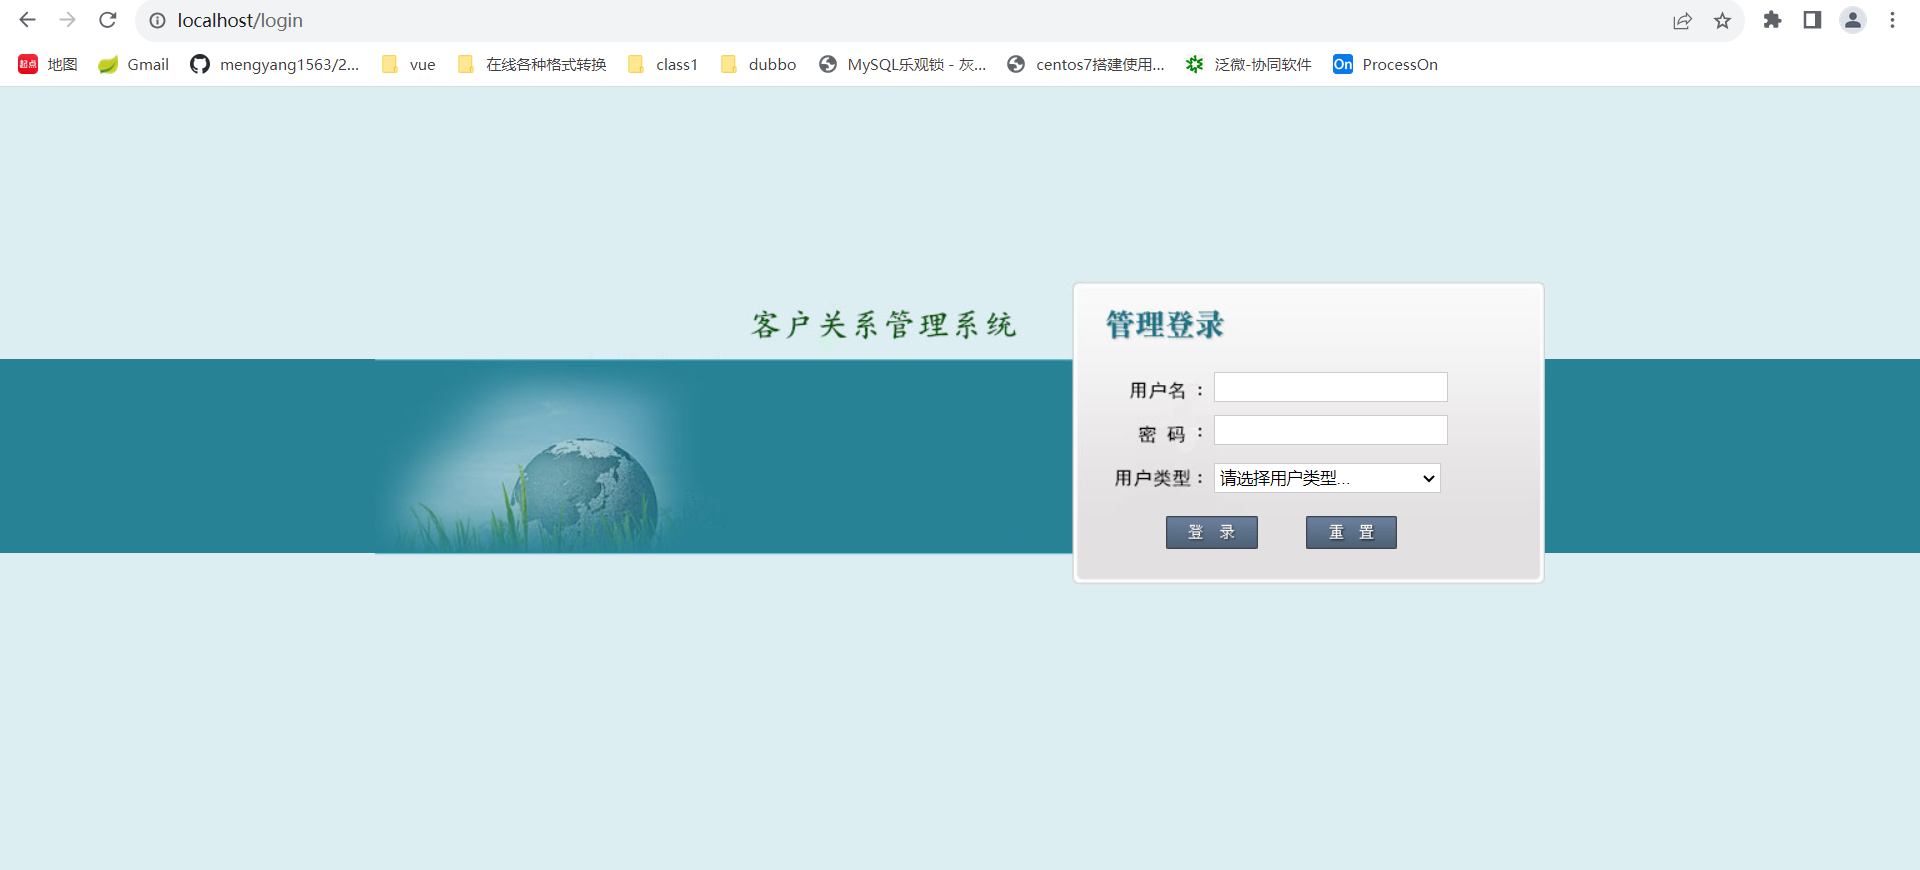 localhost/login
起点 地图 Gmail mengyang1563/2... vue 在线各种格式转换 class1 dubbo MySQL乐观锁 - 灰... centos7搭建使用... 泛微-协同软件 On ProcessOn
客户关系管理系统
管理登录
用户名 :
密 码 :
用户类型 : 请选择用户类型...
登 录 重 置